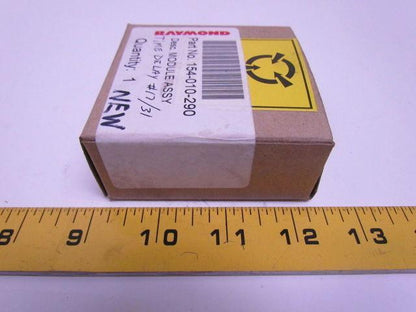 RAYMOND
Part No. 154-010-290
Desc. MODULE ASSY
TIME DELAY #17/31
Quantity: 1 NEW
8 9 10 11 12 13 14